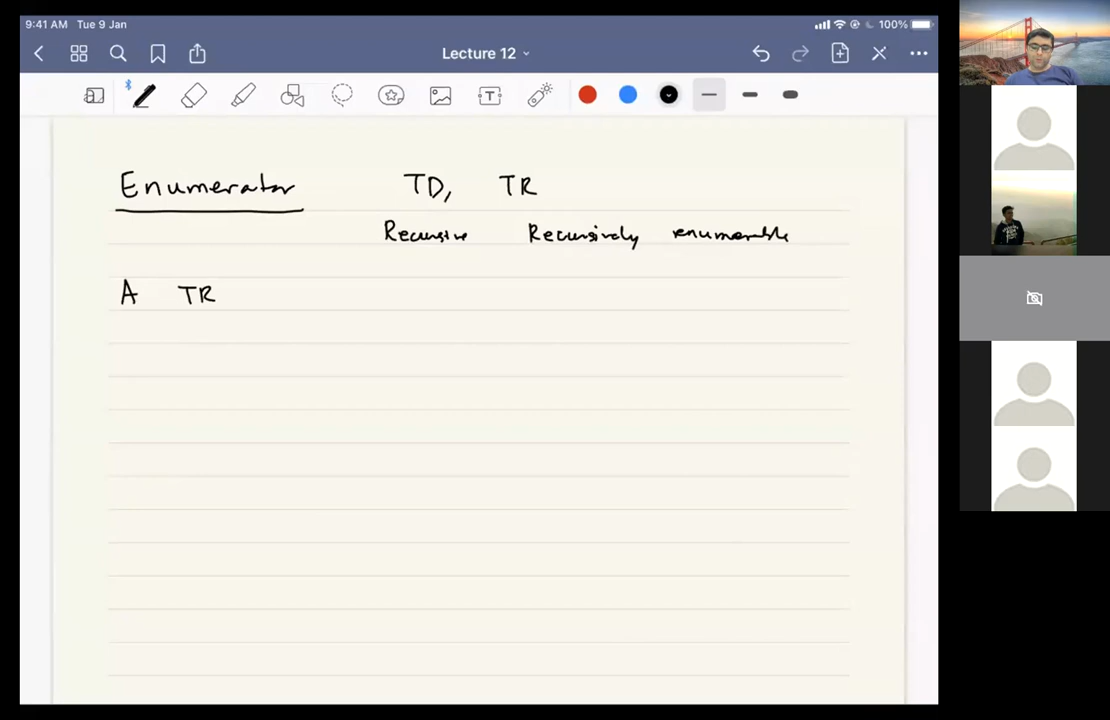 9:41 AM Tue 9 Jan 100%
Lecture 12
T
Enumerator TD, TR
Recursive Recursively enumerable
A TR